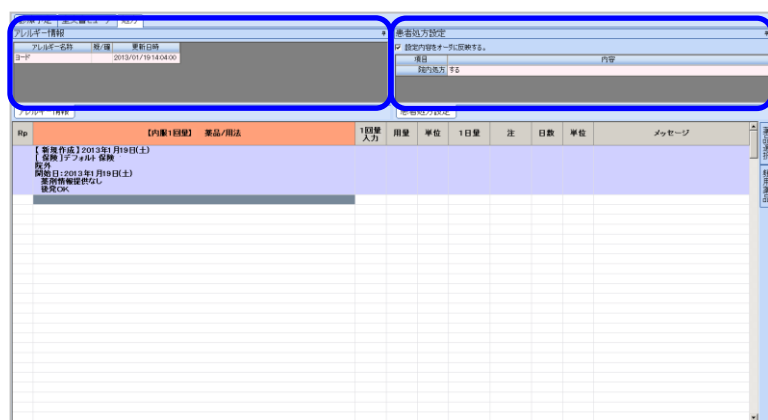 処方
アレルギー情報
アレルギー名称 疑/確 更新日時
ヨード 2013/01/19 14:04:00
アレルギー情報
患者処方設定
設定内容をオーダに反映する。
項目 内容
院内処方 する
患者処方設定
Rp 【内服1回量】 薬品/用法 1回量入力 用量 単位 1日量 注 日数 単位 メッセージ
【 新規作成 】2013年1月19日(土)
[ 保険 ]デフォルト 保険
院外
開始日:2013年1月19日(土)
薬剤情報提供なし
後発OK